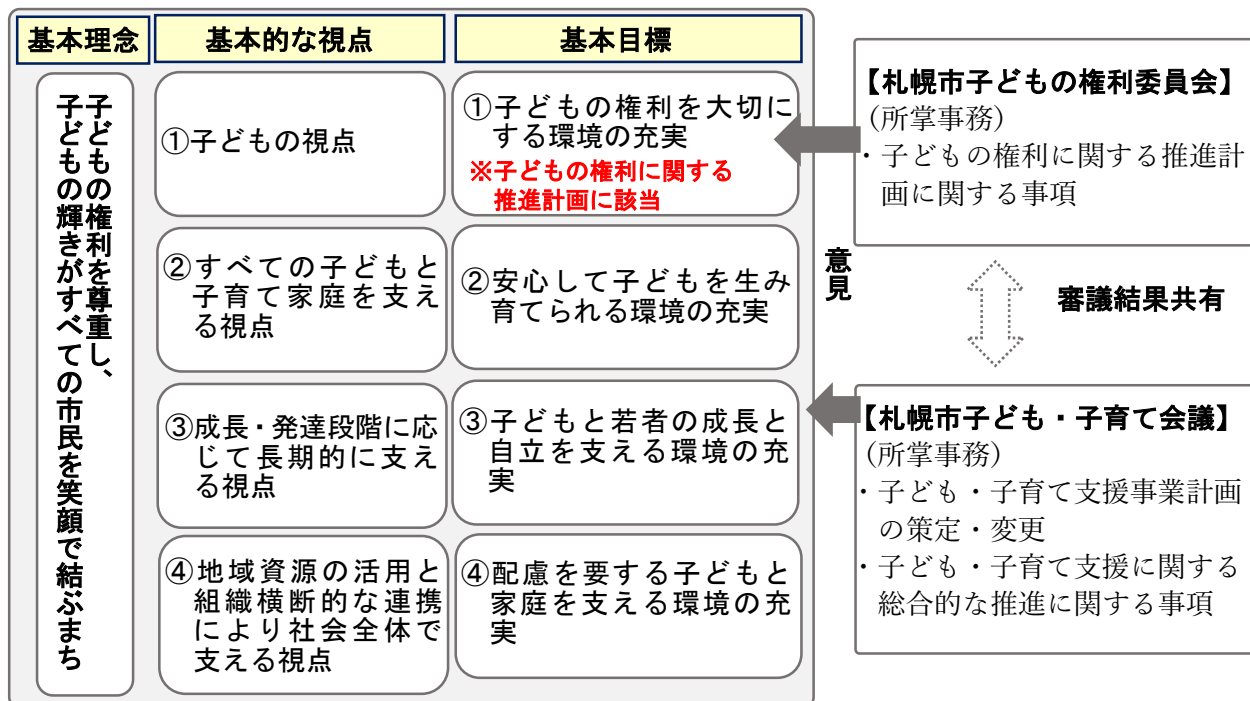 基本理念
基本的な視点
基本目標
子どもの権利を尊重し、
子どもの輝きがすべての市民を笑顔で結ぶまち
①子どもの視点
②すべての子どもと
子育て家庭を支え
る視点
③成長・発達段階に応
じて長期的に支え
る視点
④地域資源の活用と
組織横断的な連携
により社会全体で
支える視点
①子どもの権利を大切に
する環境の充実
※子どもの権利に関する
推進計画に該当
②安心して子どもを生み
育てられる環境の充実
③子どもと若者の成長と
自立を支える環境の充
実
④配慮を要する子どもと
家庭を支える環境の充
実
意見
【札幌市子どもの権利委員会】
(所掌事務)
・子どもの権利に関する推進計
画に関する事項
審議結果共有
【札幌市子ども・子育て会議】
(所掌事務)
・子ども・子育て支援事業計画
の策定・変更
・子ども・子育て支援に関する
総合的な推進に関する事項